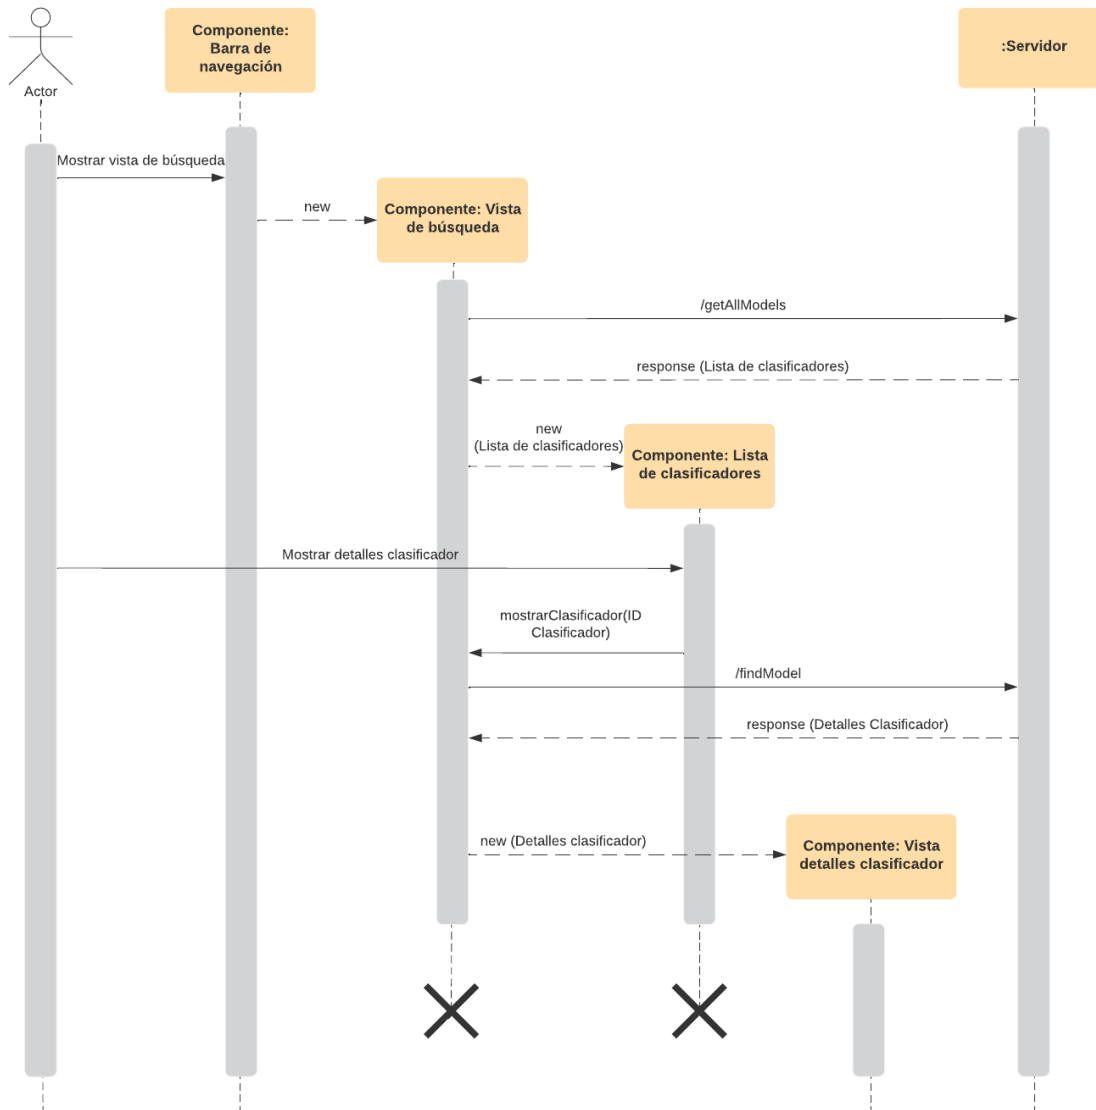 Componente:
Barra de
navegación
:Servidor
Actor
Mostrar vista de búsqueda
new
Componente: Vista
de búsqueda
/getAllModels
response (Lista de clasificadores)
new
(Lista de clasificadores)
Componente: Lista
de clasificadores
Mostrar detalles clasificador
mostrarClasificador(ID
Clasificador)
/findModel
response (Detalles Clasificador)
new (Detalles clasificador)
Componente: Vista
detalles clasificador